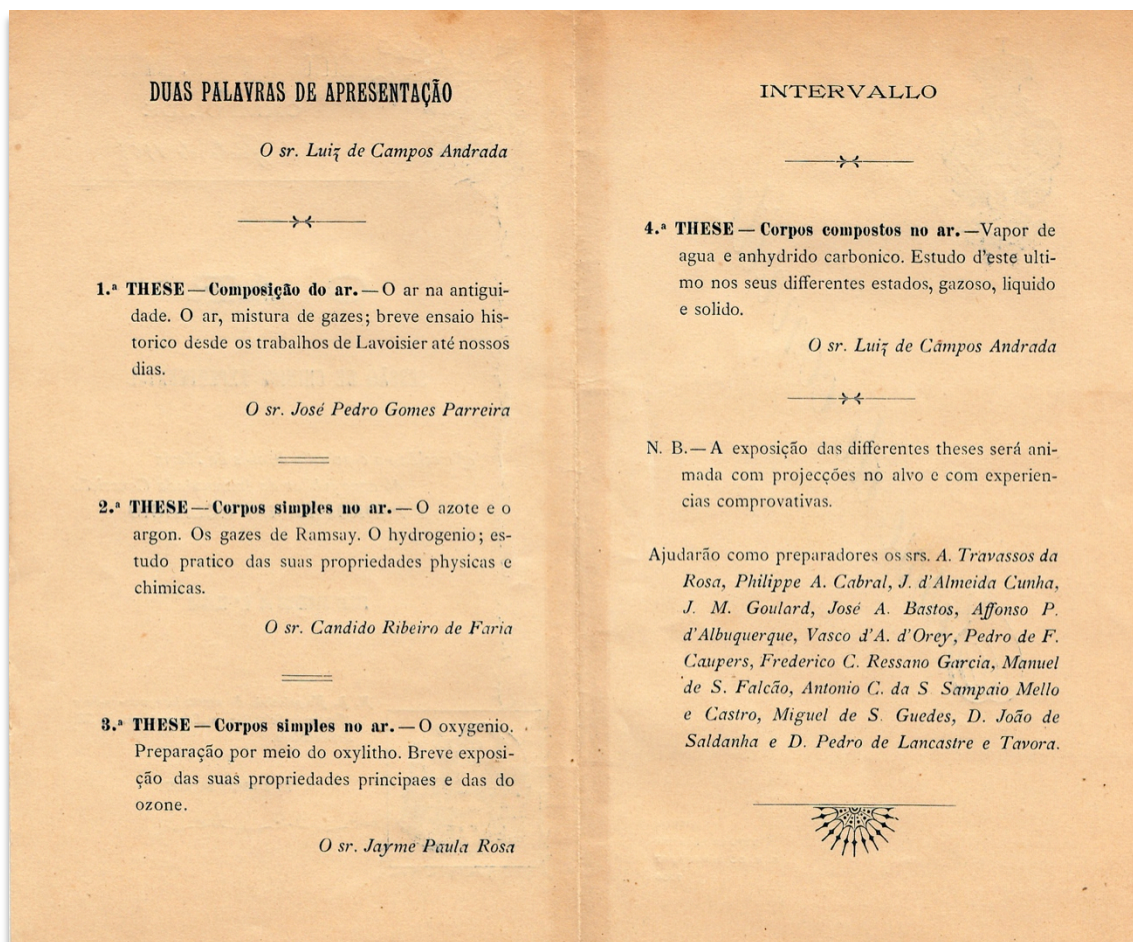 DUAS PALAVRAS DE APRESENTAÇÃO
O sr. Luiz de Campos Andrada
1.ª THESE — Composição do ar. — O ar na antigui-
dade. O ar, mistura de gazes; breve ensaio his-
torico desde os trabalhos de Lavoisier até nossos
dias.
O sr. José Pedro Gomes Parreira
2.ª THESE — Corpos simples no ar. — O azote e o
argon. Os gazes de Ramsay. O hydrogenio; es-
tudo pratico das suas propriedades physicas e
chimicas.
O sr. Candido Ribeiro de Faria
3.ª THESE — Corpos simples no ar. — O oxygenio.
Preparação por meio do oxylitho. Breve exposi-
ção das suas propriedades principaes e das do
ozone.
O sr. Jayme Paula Rosa
INTERVALLO
4.ª THESE — Corpos compostos no ar. — Vapor de
agua e anhydrido carbonico. Estudo d'este ulti-
mo nos seus differentes estados, gazoso, liquido
e solido.
O sr. Luiz de Campos Andrada
N. B. — A exposição das differentes theses será ani-
mada com projecções no alvo e com experien-
cias comprovativas.
Ajudarão como preparadores os srs. A. Travassos da
Rosa, Philippe A. Cabral, J. d'Almeida Cunha,
J. M. Goulard, José A. Bastos, Affonso P.
d'Albuquerque, Vasco d'A. d'Orey, Pedro de F.
Caupers, Frederico C. Ressano Garcia, Manuel
de S. Falcão, Antonio C. da S Sampaio Mello
e Castro, Miguel de S. Guedes, D. João de
Saldanha e D. Pedro de Lancastre e Tavora.